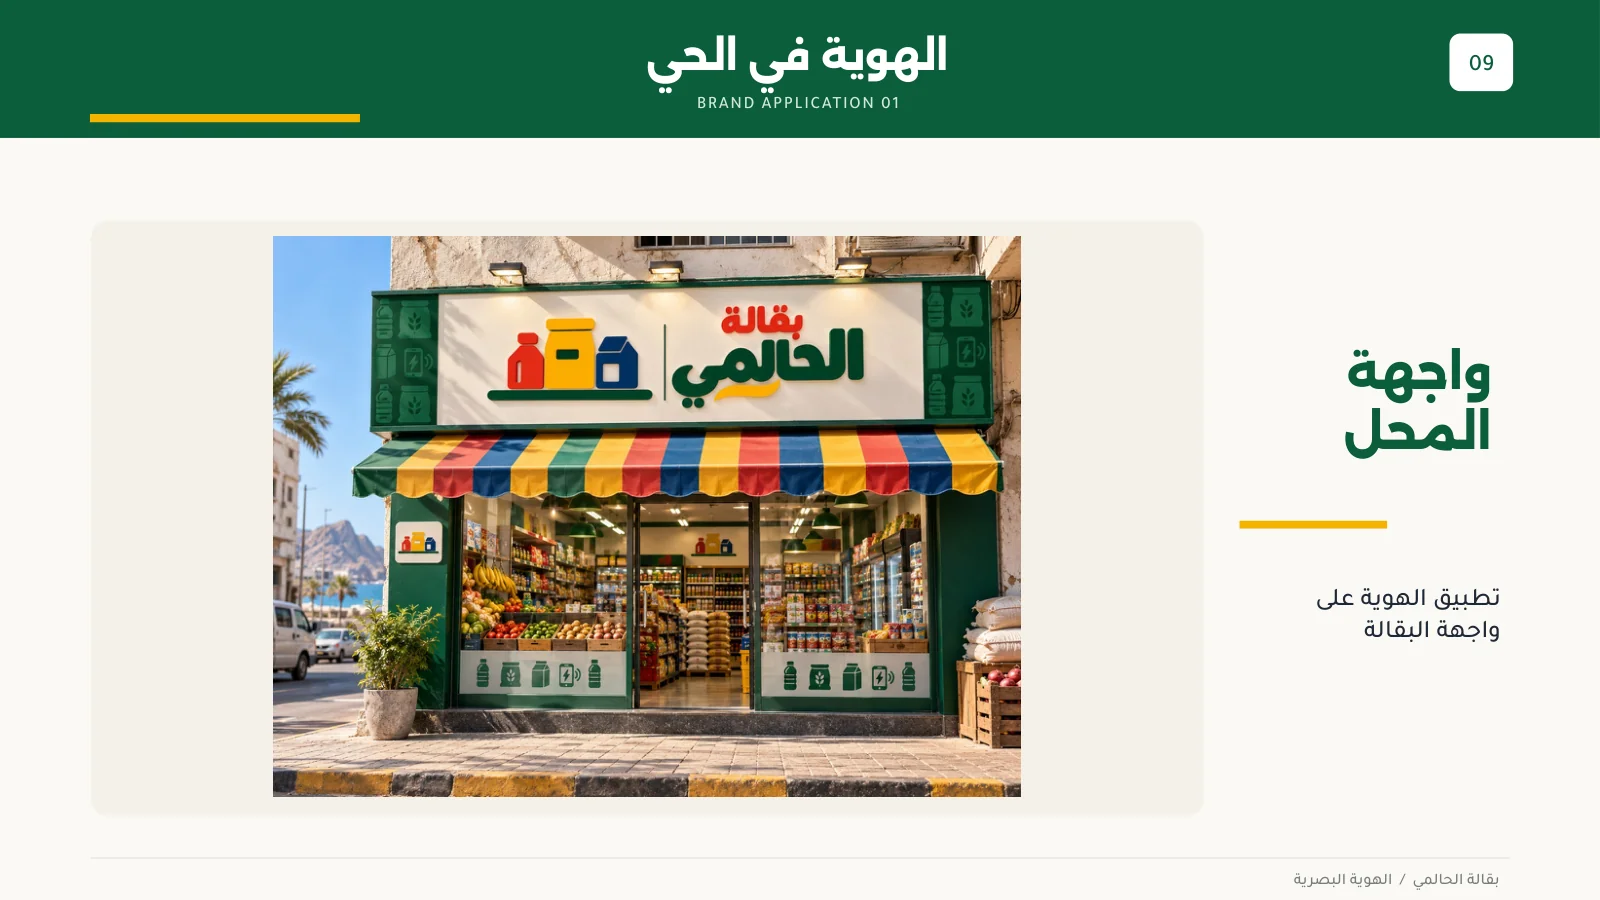 09
الهوية في الحي
BRAND APPLICATION 01
بقالة
الحالمي
واجهة
المحل
تطبيق الهوية على
واجهة البقالة
بقالة الحالمي / الهوية البصرية